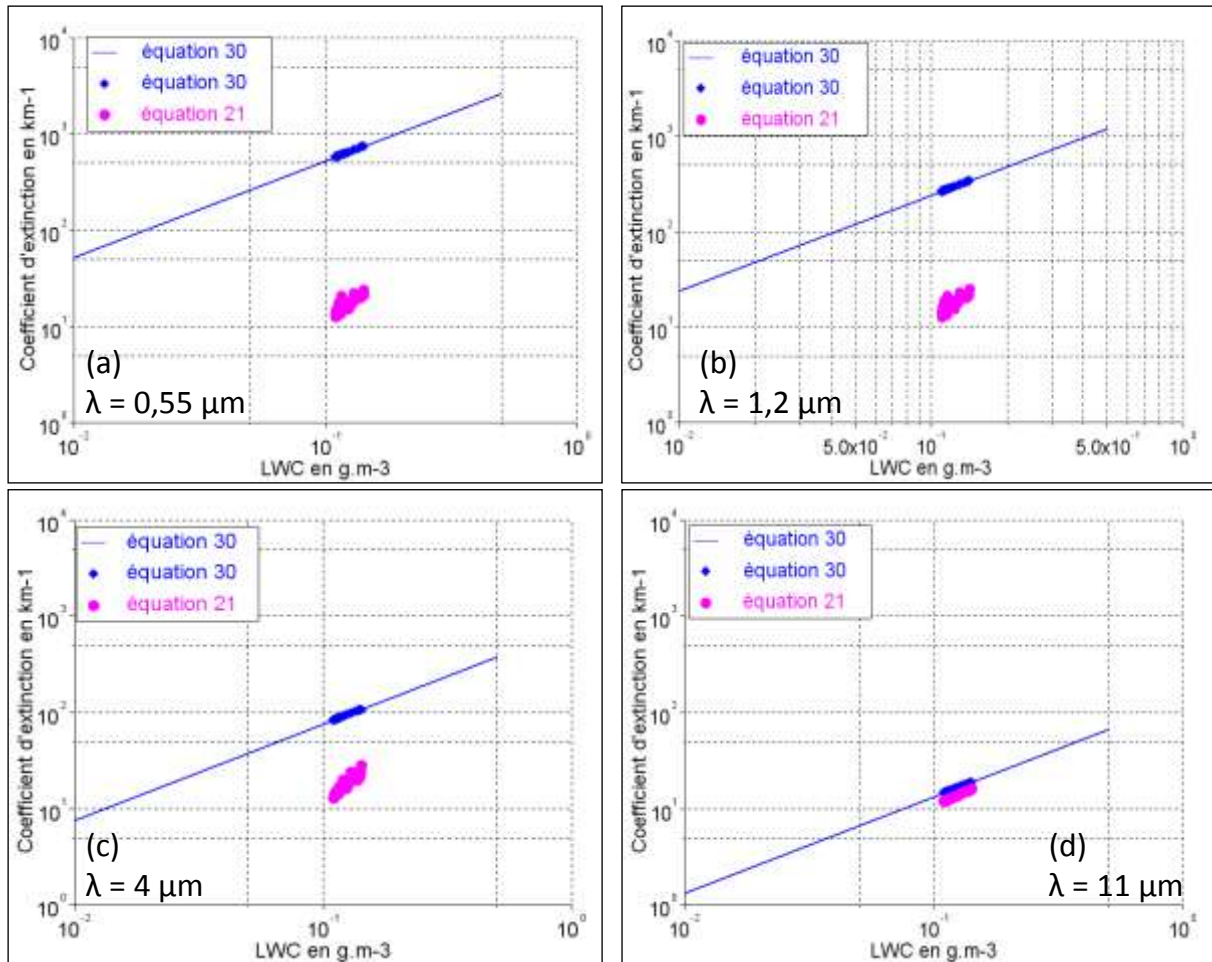 Coefficient d'extinction en km-1
10⁴
10³
10²
10¹
10⁰
équation 30
équation 30
équation 21
(a)
λ = 0,55 µm
10⁻² 10⁻¹ 10⁰
LWC en g.m-3
Coefficient d'extinction en km-1
10⁴
10³
10²
10¹
10⁰
équation 30
équation 30
équation 21
(b)
λ = 1,2 µm
10⁻² 5.0x10⁻² 10⁻¹ 5.0x10⁻¹ 10⁰
LWC en g.m-3
Coefficient d'extinction en km-1
10⁴
10³
10²
10¹
10⁰
équation 30
équation 30
équation 21
(c)
λ = 4 µm
10⁻² 10⁻¹ 10⁰
LWC en g.m-3
Coefficient d'extinction en km-1
10⁴
10³
10²
10¹
10⁰
équation 30
équation 30
équation 21
(d)
λ = 11 µm
10⁻² 10⁻¹ 10⁰
LWC en g.m-3